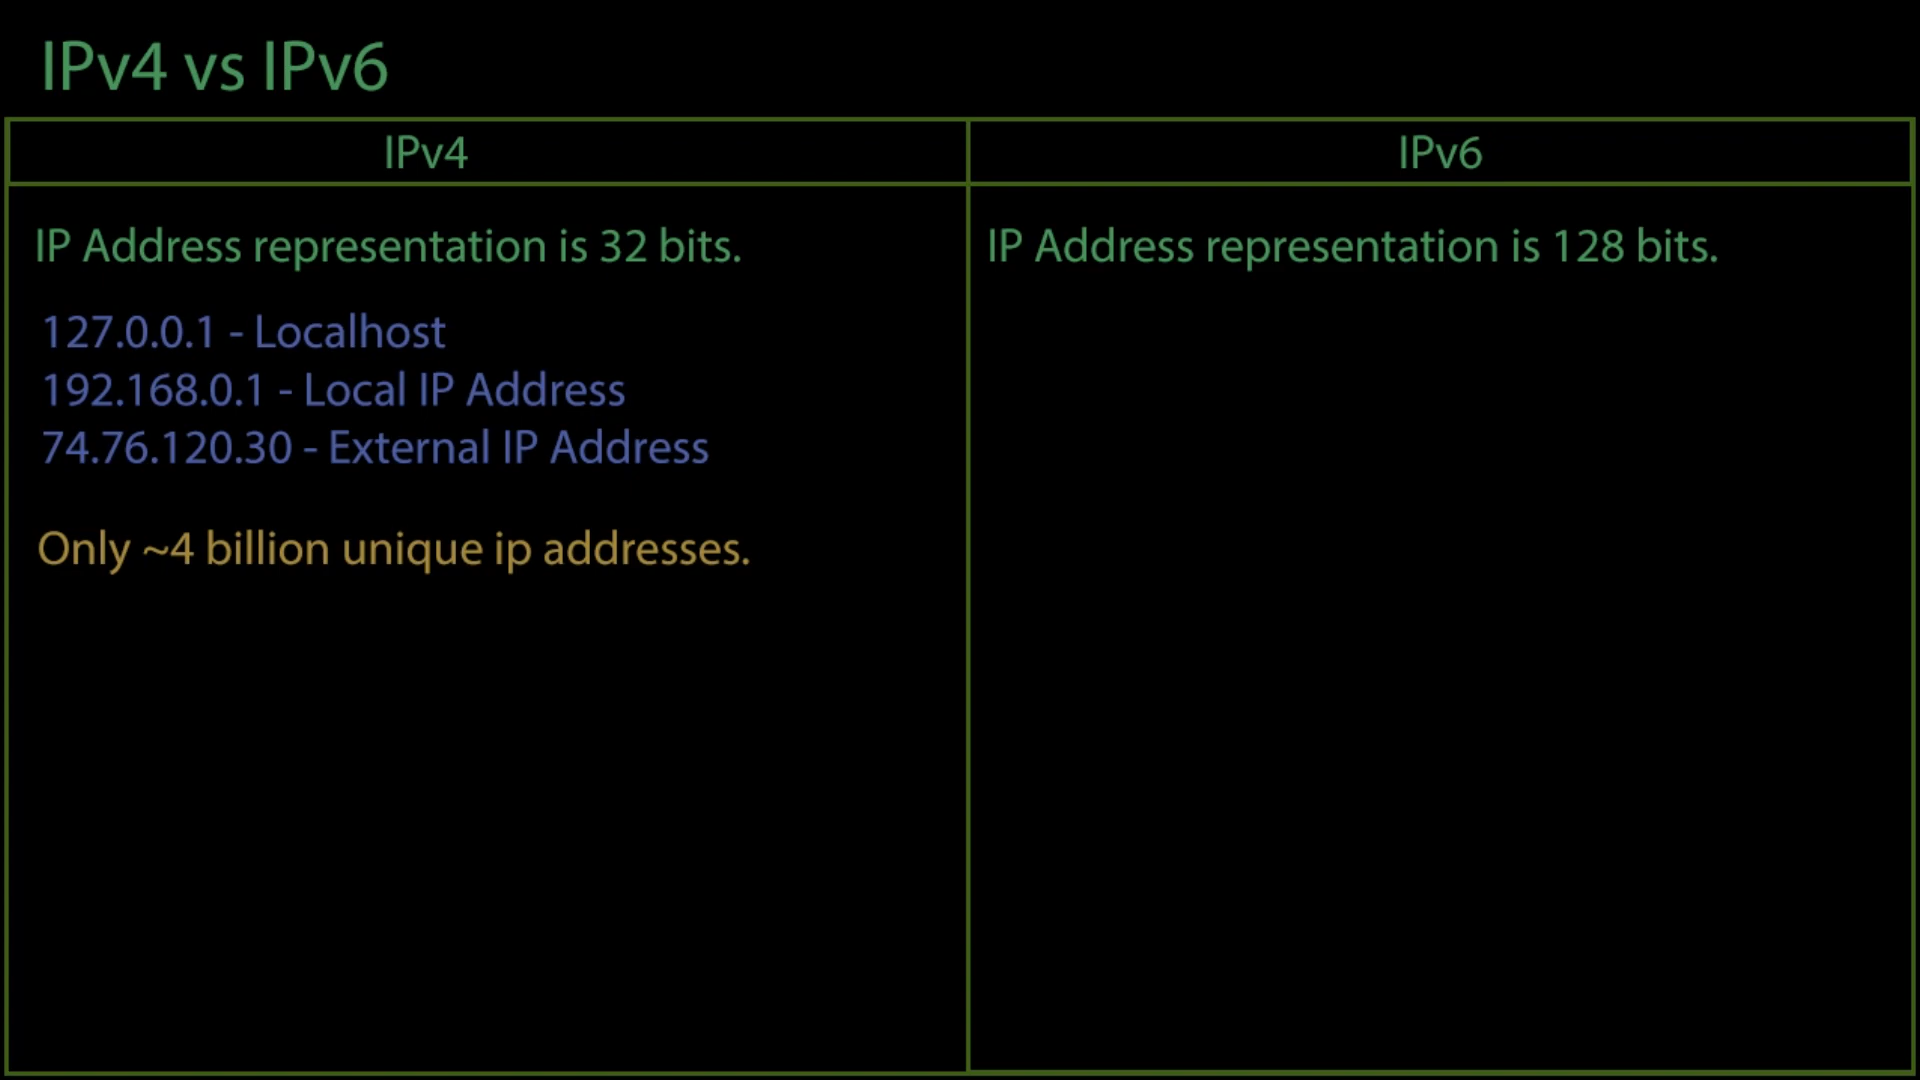 IPv4 vs IPv6
IPv4
IPv6
IP Address representation is 32 bits.
127.0.0.1 - Localhost
192.168.0.1 - Local IP Address
74.76.120.30 - External IP Address
Only ~4 billion unique ip addresses.
IP Address representation is 128 bits.